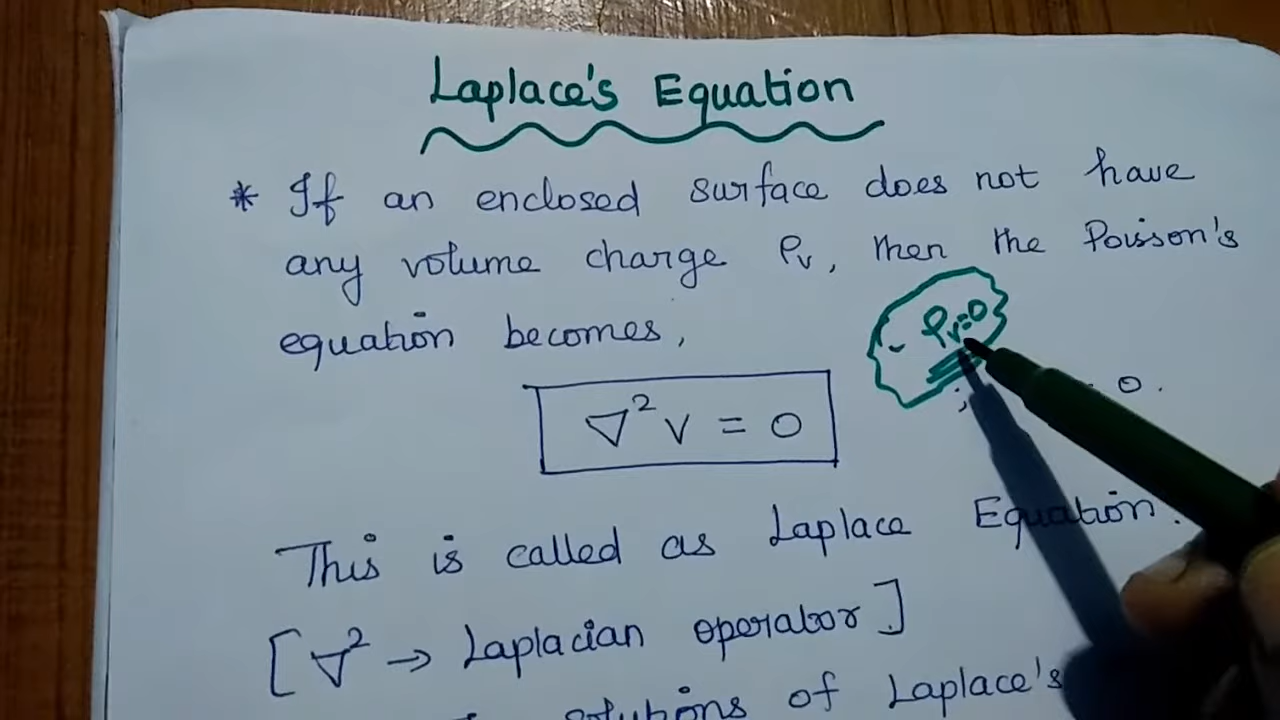 Laplace's Equation
* If an enclosed surface does not have
any volume charge ρv, then the Poisson's
equation becomes,
ρv=0
∇²V = 0
; 0.
This is called as Laplace Equation.
[∇² → Laplacian operator]
solutions of Laplace's